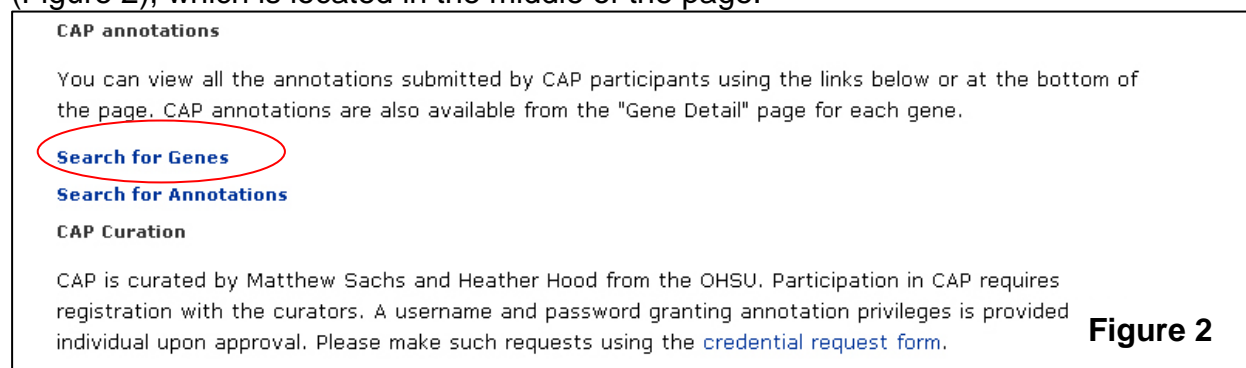 (Figure 2), which is located in the middle of the page.
CAP annotations
You can view all the annotations submitted by CAP participants using the links below or at the bottom of
the page. CAP annotations are also available from the "Gene Detail" page for each gene.
Search for Genes
Search for Annotations
CAP Curation
CAP is curated by Matthew Sachs and Heather Hood from the OHSU. Participation in CAP requires
registration with the curators. A username and password granting annotation privileges is provided
individual upon approval. Please make such requests using the credential request form.
Figure 2